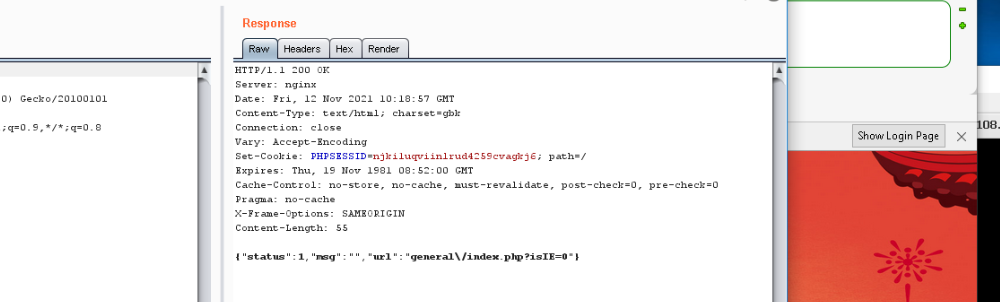 Response
Raw Headers Hex Render
0) Gecko/20100101
;q=0.9,*/*;q=0.8
HTTP/1.1 200 OK
Server: nginx
Date: Fri, 12 Nov 2021 10:18:57 GMT
Content-Type: text/html; charset=gbk
Connection: close
Vary: Accept-Encoding
Set-Cookie: PHPSESSID=njkiluqviinlrud4259cvagkj6; path=/
Expires: Thu, 19 Nov 1981 08:52:00 GMT
Cache-Control: no-store, no-cache, must-revalidate, post-check=0, pre-check=0
Pragma: no-cache
X-Frame-Options: SAMEORIGIN
Content-Length: 55
{"status":1,"msg":"","url":"general\/index.php?isIE=0"}
108.
Show Login Page